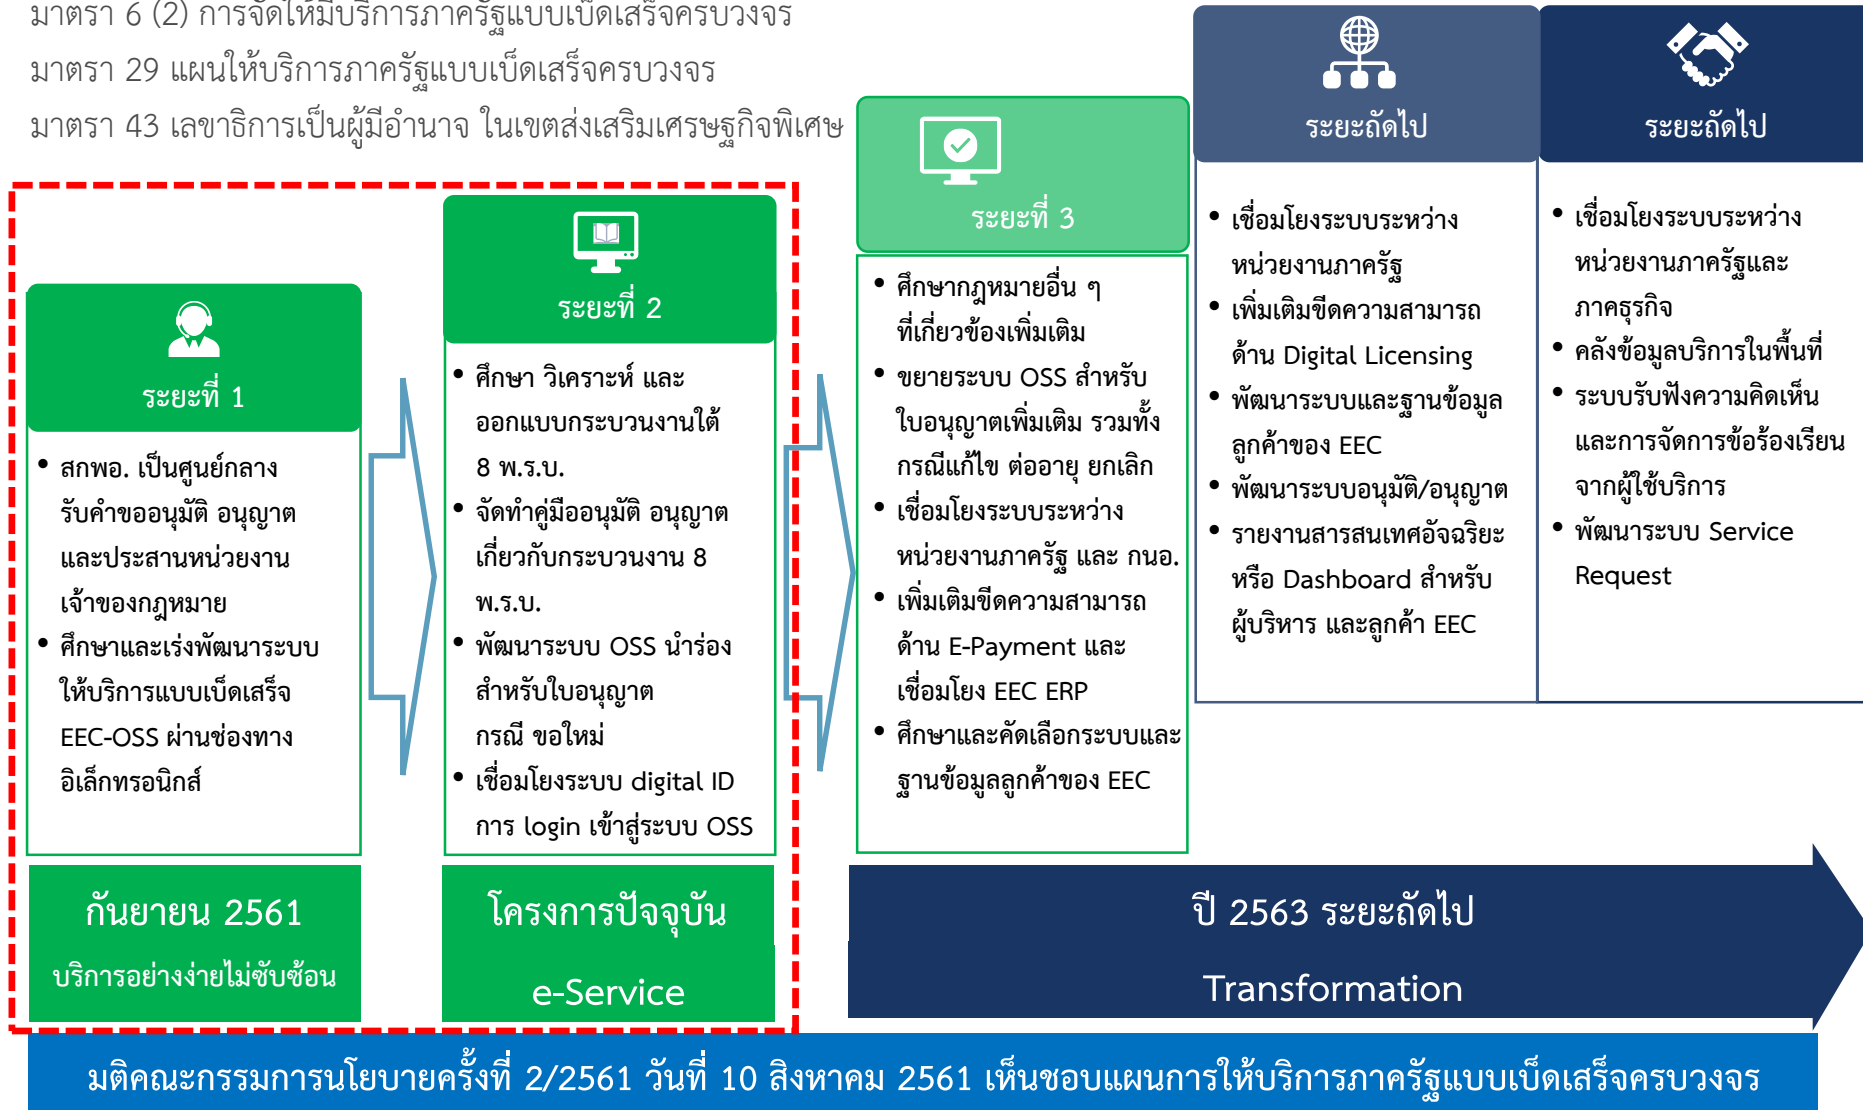 มาตรา 6 (2) การจัดให้มีบริการภาครัฐแบบเบ็ดเสร็จครบวงจร
มาตรา 29 แผนให้บริการภาครัฐแบบเบ็ดเสร็จครบวงจร
มาตรา 43 เลขาธิการเป็นผู้มีอำนาจ ในเขตส่งเสริมเศรษฐกิจพิเศษ
ระยะที่ 1
• สกพอ. เป็นศูนย์กลาง
รับคำขออนุมัติ อนุญาต
และประสานหน่วยงาน
เจ้าของกฎหมาย
• ศึกษาและเร่งพัฒนาระบบ
ให้บริการแบบเบ็ดเสร็จ
EEC-OSS ผ่านช่องทาง
อิเล็กทรอนิกส์
กันยายน 2561
บริการอย่างง่ายไม่ซับซ้อน
ระยะที่ 2
• ศึกษา วิเคราะห์ และ
ออกแบบกระบวนงานใต้
8 พ.ร.บ.
• จัดทำคู่มืออนุมัติ อนุญาต
เกี่ยวกับกระบวนงาน 8
พ.ร.บ.
• พัฒนาระบบ OSS นำร่อง
สำหรับใบอนุญาต
กรณี ขอใหม่
• เชื่อมโยงระบบ digital ID
การ login เข้าสู่ระบบ OSS
โครงการปัจจุบัน
e-Service
ระยะที่ 3
• ศึกษากฎหมายอื่น ๆ
ที่เกี่ยวข้องเพิ่มเติม
• ขยายระบบ OSS สำหรับ
ใบอนุญาตเพิ่มเติม รวมทั้ง
กรณีแก้ไข ต่ออายุ ยกเลิก
• เชื่อมโยงระบบระหว่าง
หน่วยงานภาครัฐ และ กนอ.
• เพิ่มเติมขีดความสามารถ
ด้าน E-Payment และ
เชื่อมโยง EEC ERP
• ศึกษาและคัดเลือกระบบและ
ฐานข้อมูลลูกค้าของ EEC
ระยะถัดไป
• เชื่อมโยงระบบระหว่าง
หน่วยงานภาครัฐ
• เพิ่มเติมขีดความสามารถ
ด้าน Digital Licensing
• พัฒนาระบบและฐานข้อมูล
ลูกค้าของ EEC
• พัฒนาระบบอนุมัติ/อนุญาต
• รายงานสารสนเทศอัจฉริยะ
หรือ Dashboard สำหรับ
ผู้บริหาร และลูกค้า EEC
ระยะถัดไป
• เชื่อมโยงระบบระหว่าง
หน่วยงานภาครัฐและ
ภาคธุรกิจ
• คลังข้อมูลบริการในพื้นที่
• ระบบรับฟังความคิดเห็น
และการจัดการข้อร้องเรียน
จากผู้ใช้บริการ
• พัฒนาระบบ Service
Request
ปี 2563 ระยะถัดไป
Transformation
มติคณะกรรมการนโยบายครั้งที่ 2/2561 วันที่ 10 สิงหาคม 2561 เห็นชอบแผนการให้บริการภาครัฐแบบเบ็ดเสร็จครบวงจร